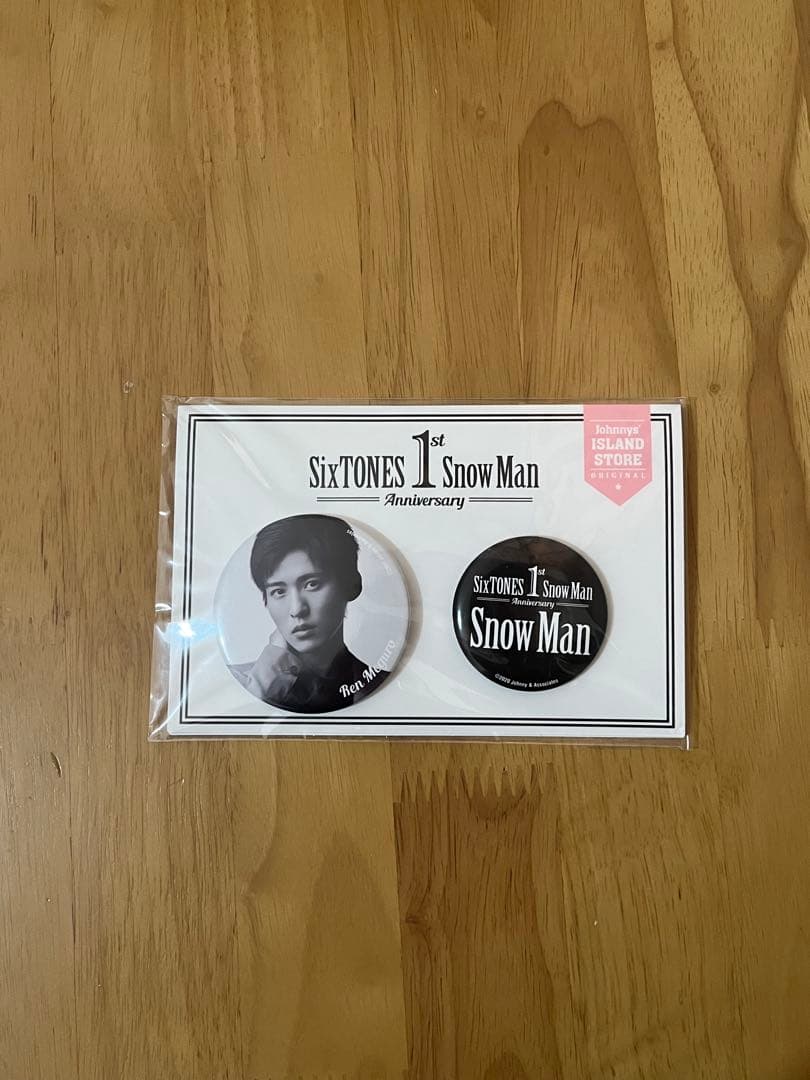 1st
SixTONES Snow Man
Anniversary
Johnnys'
ISLAND
STORE
ORIGINAL
Ren Meguro
SixTONES 1st Snow Man
Anniversary
Snow Man
©2020 Johnny & Associates